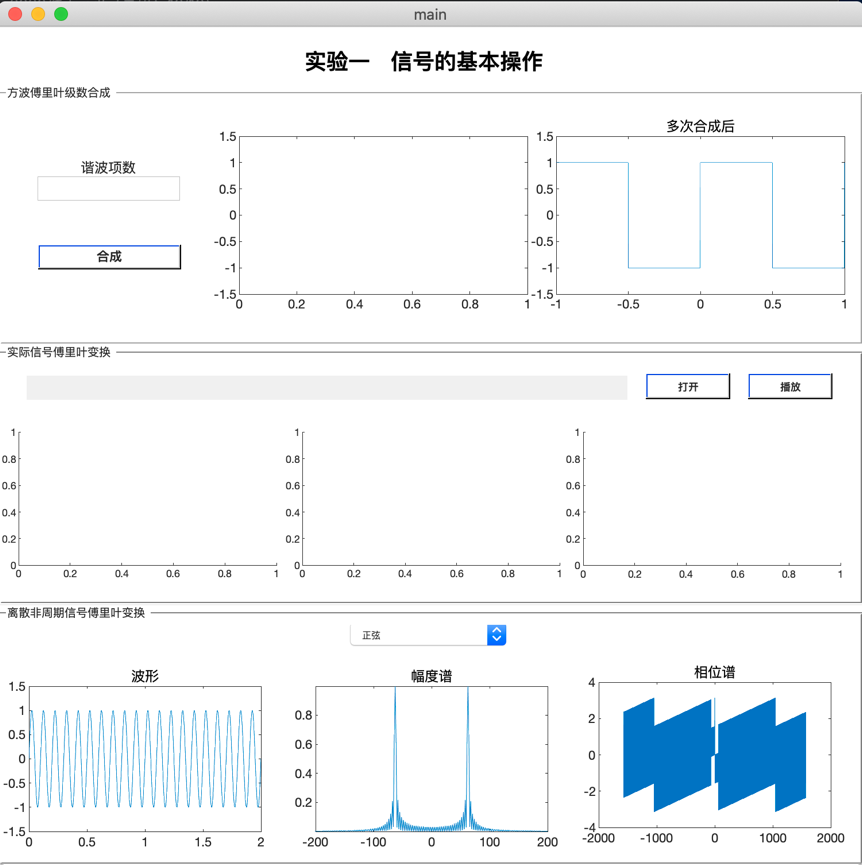 main
实验一　信号的基本操作
方波傅里叶级数合成
谐波项数
合成
1.5
1
0.5
0
-0.5
-1
-1.5
0 0.2 0.4 0.6 0.8 1
多次合成后
1.5
1
0.5
0
-0.5
-1
-1.5
-1 -0.5 0 0.5 1
实际信号傅里叶变换
打开
播放
1
0.8
0.6
0.4
0.2
0
0 0.2 0.4 0.6 0.8 1
1
0.8
0.6
0.4
0.2
0
0 0.2 0.4 0.6 0.8 1
1
0.8
0.6
0.4
0.2
0
0 0.2 0.4 0.6 0.8 1
离散非周期信号傅里叶变换
正弦
波形
1.5
1
0.5
0
-0.5
-1
-1.5
0 0.5 1 1.5 2
幅度谱
0.8
0.6
0.4
0.2
-200 -100 0 100 200
相位谱
4
2
0
-2
-4
-2000 -1000 0 1000 2000